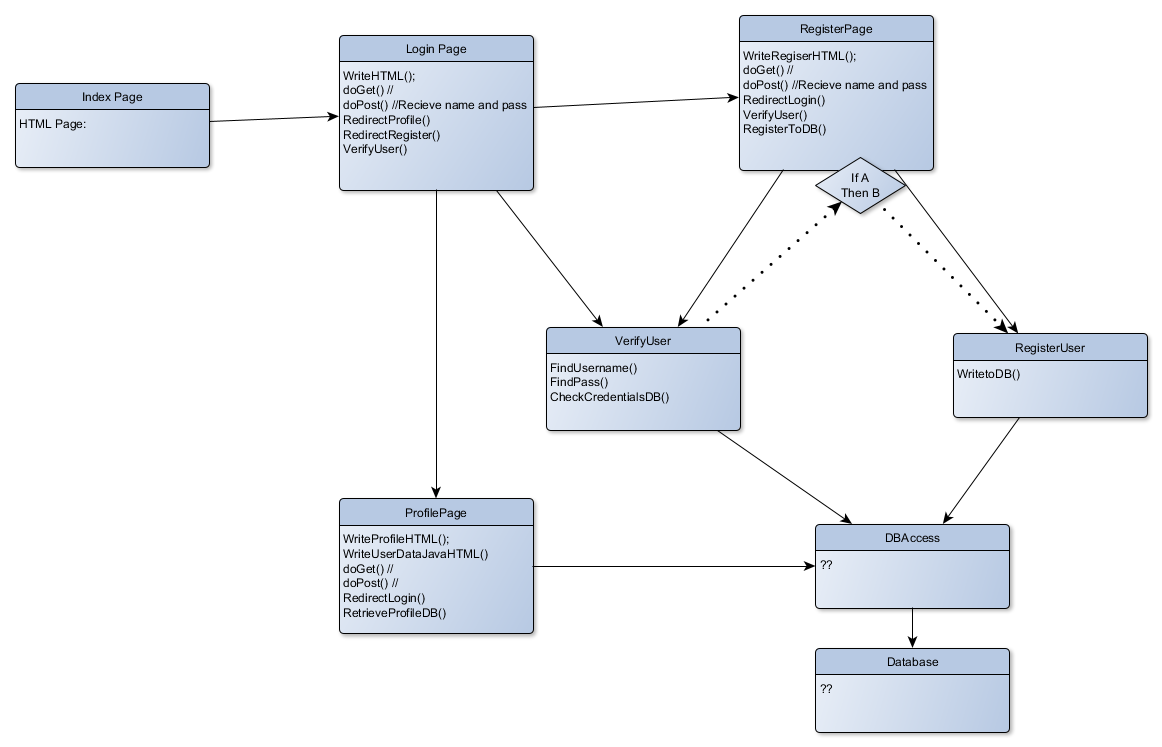 Index Page
HTML Page:
Login Page
WriteHTML();
doGet() //
doPost() //Recieve name and pass
RedirectProfile()
RedirectRegister()
VerifyUser()
RegisterPage
WriteRegiserHTML();
doGet() //
doPost() //Recieve name and pass
RedirectLogin()
VerifyUser()
RegisterToDB()
If A
Then B
VerifyUser
FindUsername()
FindPass()
CheckCredentialsDB()
RegisterUser
WritetoDB()
ProfilePage
WriteProfileHTML();
WriteUserDataJavaHTML()
doGet() //
doPost() //
RedirectLogin()
RetrieveProfileDB()
DBAccess
??
Database
??